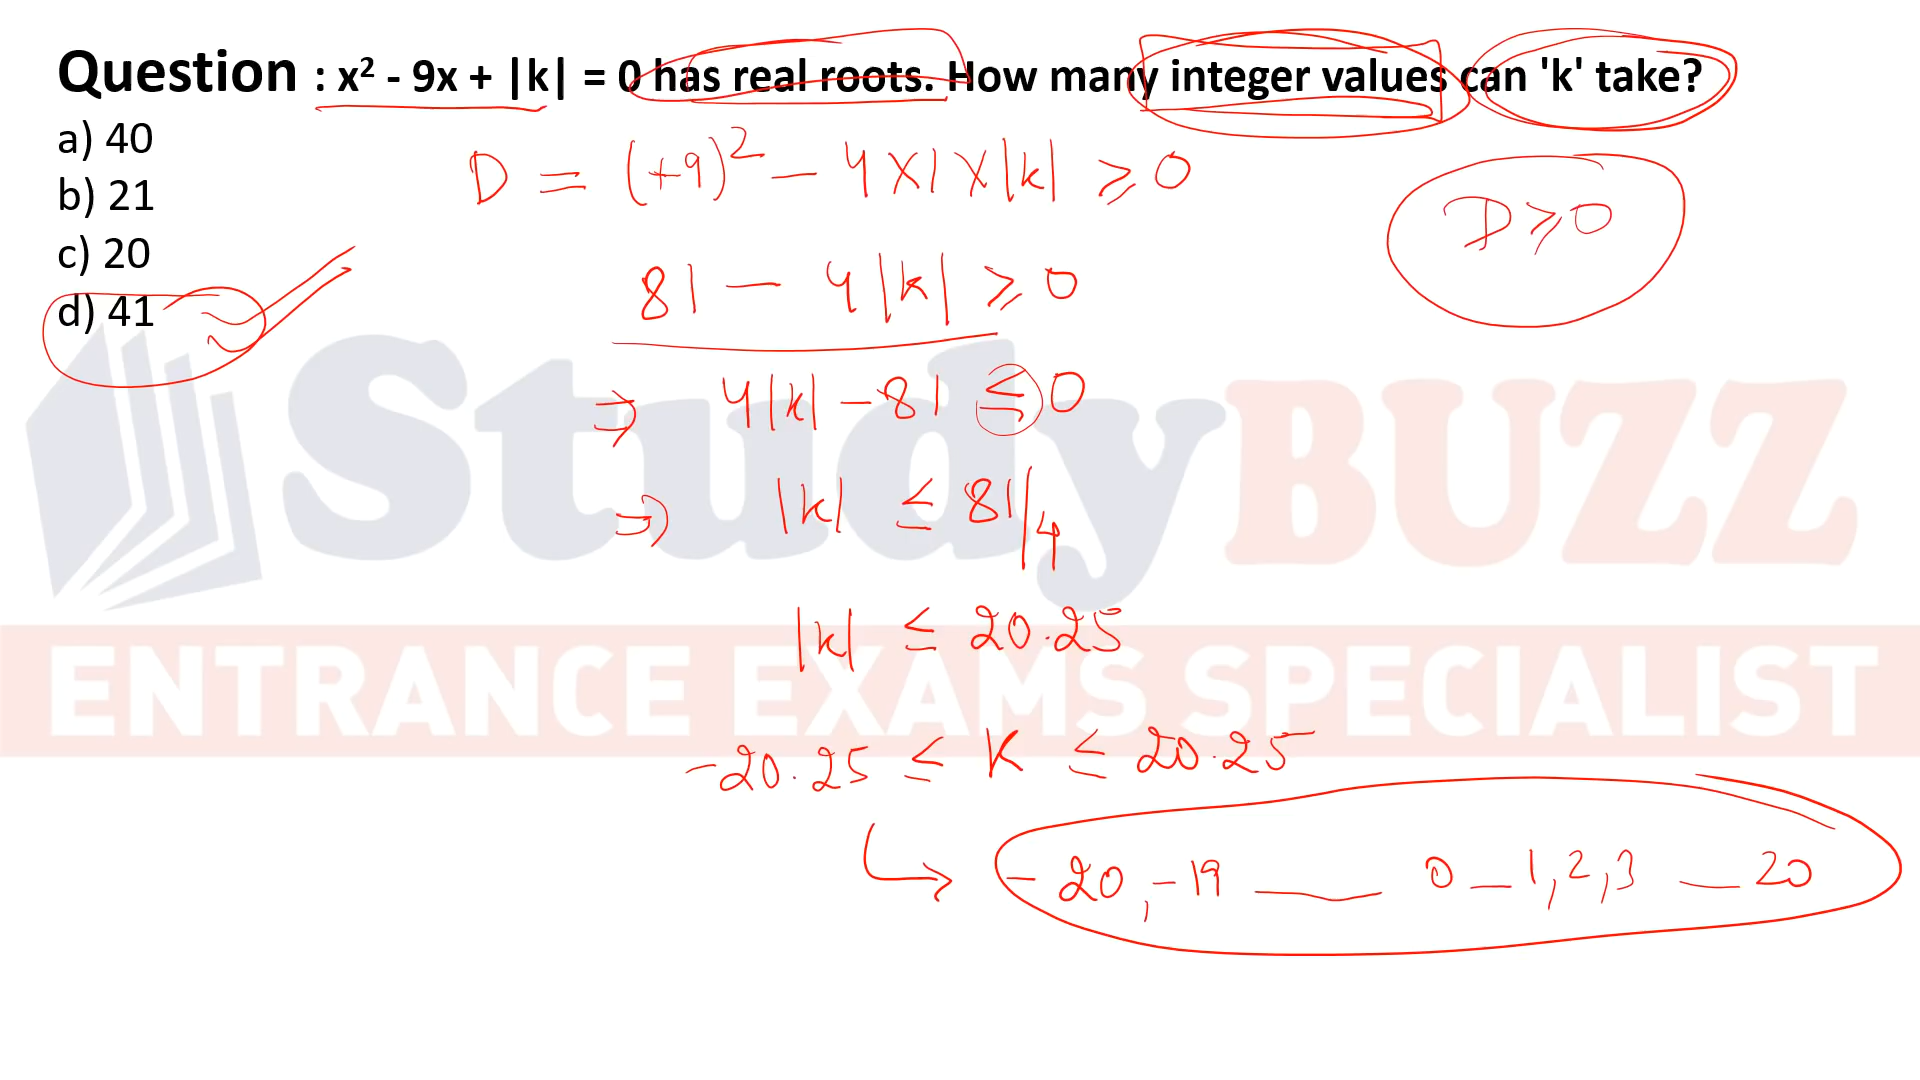 Question : x² - 9x + |k| = 0 has real roots. How many integer values can 'k' take?
a) 40
b) 21
c) 20
d) 41
D = (+9)² - 4×1×|k| ≥ 0
D ≥ 0
81 - 4|k| ≥ 0
⇒ 4|k| - 81 ≤ 0
⇒ |k| ≤ 81/4
|k| ≤ 20.25
-20.25 ≤ K ≤ 20.25
↳ -20, -19 __ 0 _ 1, 2, 3 _ 20
StudyBUZZ
ENTRANCE EXAMS SPECIALIST